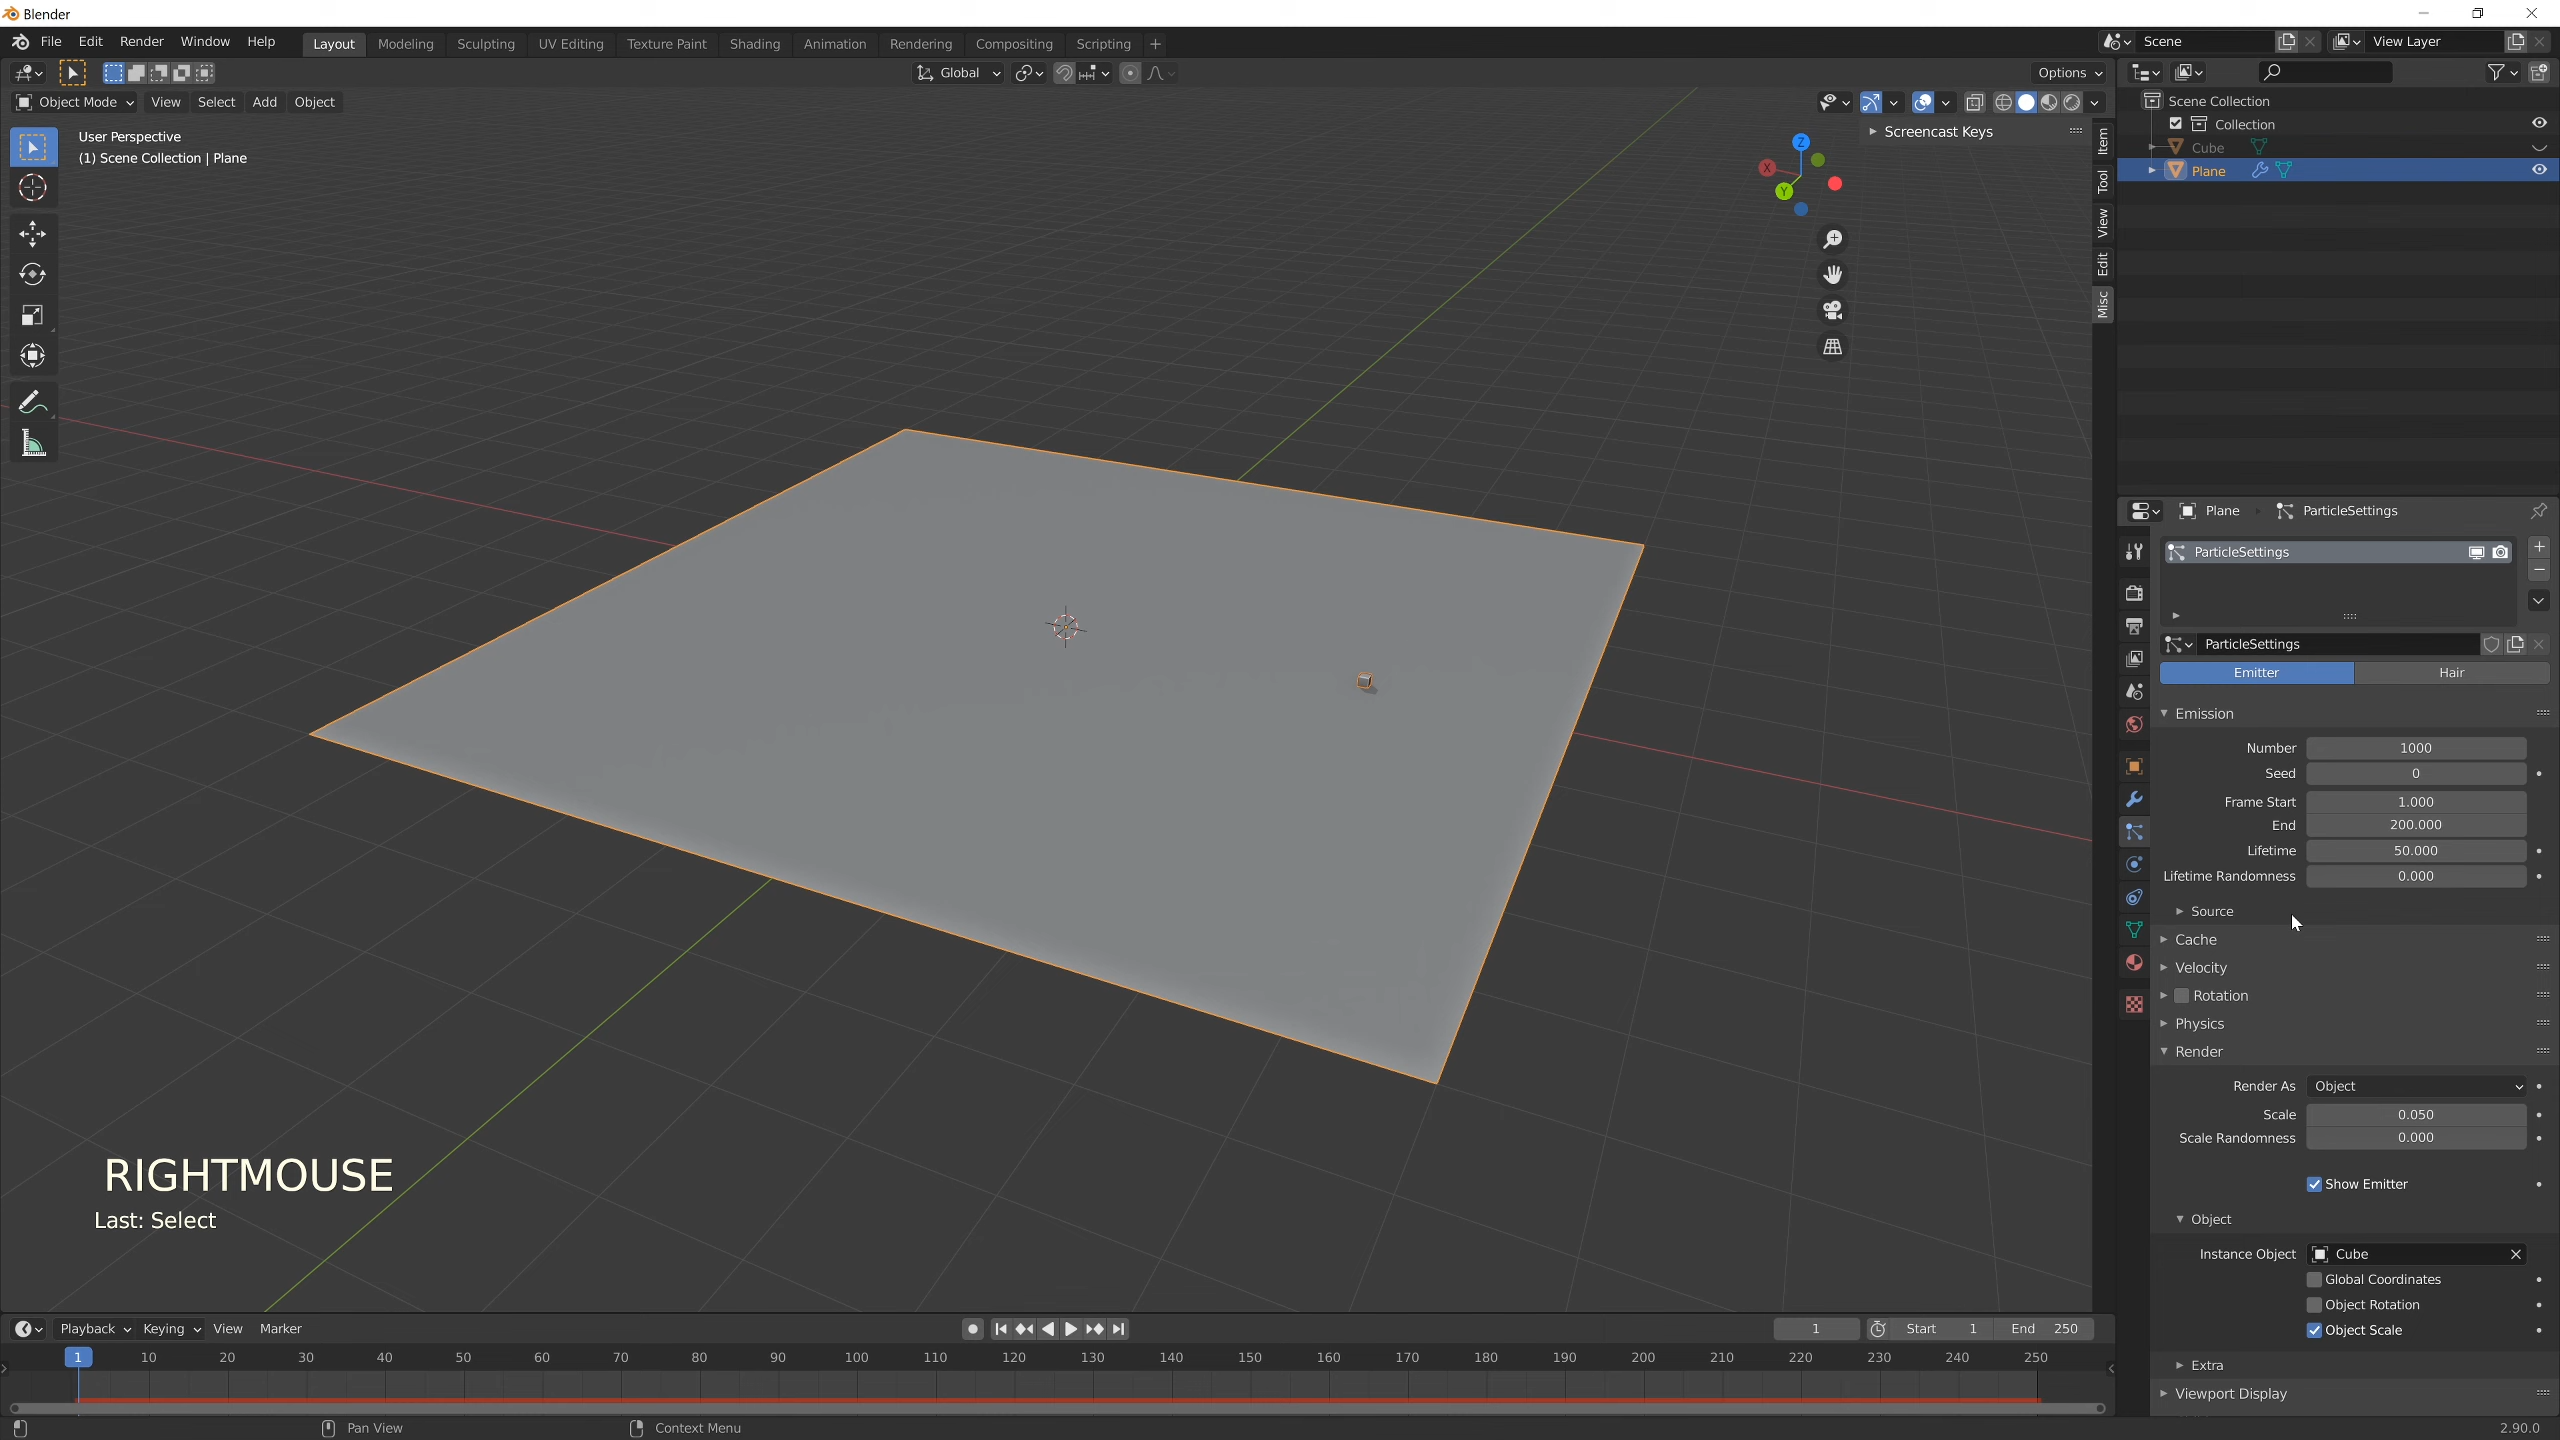 Blender
File Edit Render Window Help Layout Modeling Sculpting UV Editing Texture Paint Shading Animation Rendering Compositing Scripting Scene View Layer
Global Options
Object Mode View Select Add Object
User Perspective
(1) Scene Collection | Plane
Screencast Keys
Z
X
Y
Item
Tool
View
Edit
Misc
Scene Collection
Collection
Cube
Plane
Plane ParticleSettings
ParticleSettings
ParticleSettings
Emitter Hair
Emission
Number 1000
Seed 0
Frame Start 1.000
End 200.000
Lifetime 50.000
Lifetime Randomness 0.000
Source
Cache
Velocity
Rotation
Physics
Render
Render As Object
Scale 0.050
Scale Randomness 0.000
Show Emitter
Object
Instance Object Cube
Global Coordinates
Object Rotation
Object Scale
Extra
Viewport Display
RIGHTMOUSE
Last: Select
Playback Keying View Marker 1 Start 1 End 250
1 10 20 30 40 50 60 70 80 90 100 110 120 130 140 150 160 170 180 190 200 210 220 230 240 250
Pan View Context Menu 2.90.0